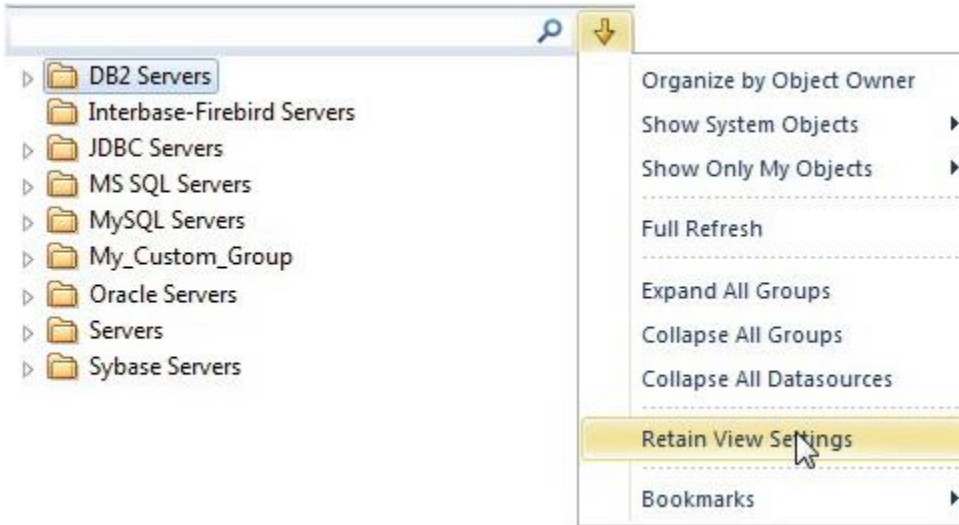 DB2 Servers
Interbase-Firebird Servers
JDBC Servers
MS SQL Servers
MySQL Servers
My_Custom_Group
Oracle Servers
Servers
Sybase Servers
Organize by Object Owner
Show System Objects
Show Only My Objects
Full Refresh
Expand All Groups
Collapse All Groups
Collapse All Datasources
Retain View Settings
Bookmarks